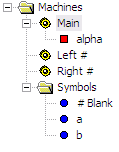 Machines
Main
alpha
Left #
Right #
Symbols
# Blank
a
b